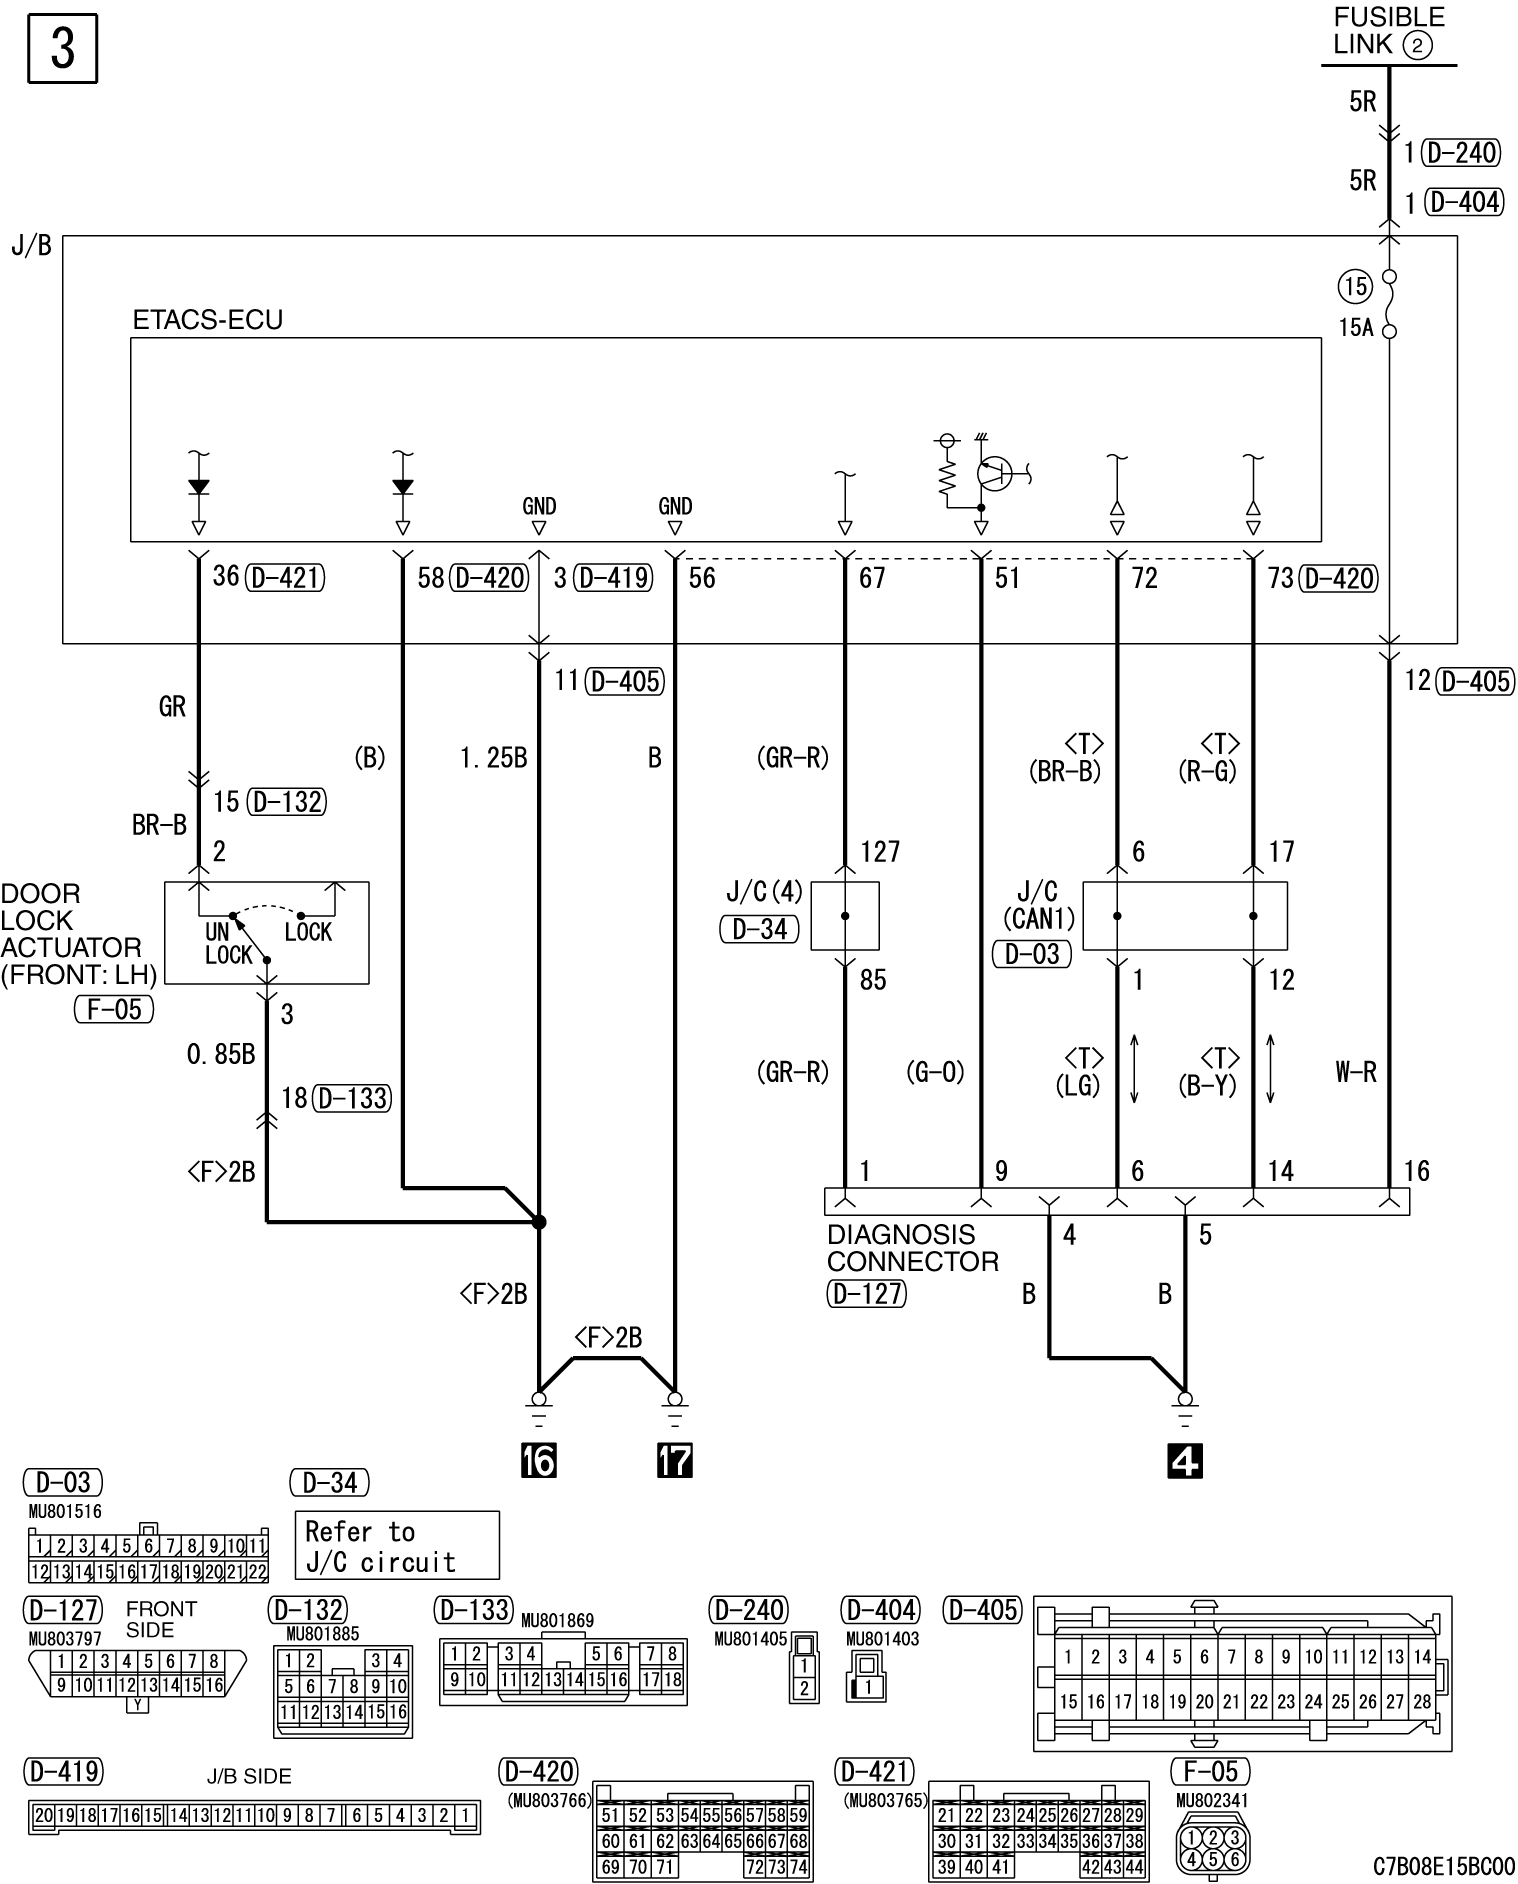 3
FUSIBLE
LINK 2
5R
1 D-240
5R
1 D-404
J/B
15
15A
ETACS-ECU
GND
GND
36 D-421
58 D-420
3 D-419
56
67
51
72
73 D-420
11 D-405
12 D-405
GR
(B)
1.25B
B
(GR-R)
<T>
(BR-B)
<T>
(R-G)
15 D-132
BR-B
2
127
6
17
DOOR
LOCK
ACTUATOR
(FRONT: LH)
F-05
UN
LOCK
LOCK
J/C(4)
D-34
J/C
(CAN1)
D-03
85
1
12
3
0.85B
18 D-133
<F>2B
(GR-R)
(G-O)
<T>
(LG)
<T>
(B-Y)
W-R
1
9
6
14
16
DIAGNOSIS
CONNECTOR
D-127
4
5
<F>2B
B
B
<F>2B
16
17
4
D-03
MU801516
1 2 3 4 5 6 7 8 9 10 11
12 13 14 15 16 17 18 19 20 21 22
D-34
Refer to
J/C circuit
D-127
FRONT
SIDE
MU803797
1 2 3 4 5 6 7 8
9 10 11 12 13 14 15 16
Y
D-132
MU801885
1 2 3 4
5 6 7 8 9 10
11 12 13 14 15 16
D-133
MU801869
1 2 3 4 5 6 7 8
9 10 11 12 13 14 15 16 17 18
D-240
MU801405
1
2
D-404
MU801403
1
D-405
1 2 3 4 5 6 7 8 9 10 11 12 13 14
15 16 17 18 19 20 21 22 23 24 25 26 27 28
D-419
J/B SIDE
20 19 18 17 16 15 14 13 12 11 10 9 8 7 6 5 4 3 2 1
D-420
(MU803766)
51 52 53 54 55 56 57 58 59
60 61 62 63 64 65 66 67 68
69 70 71 72 73 74
D-421
(MU803765)
21 22 23 24 25 26 27 28 29
30 31 32 33 34 35 36 37 38
39 40 41 42 43 44
F-05
MU802341
1 2 3
4 5 6
C7B08E15BC00